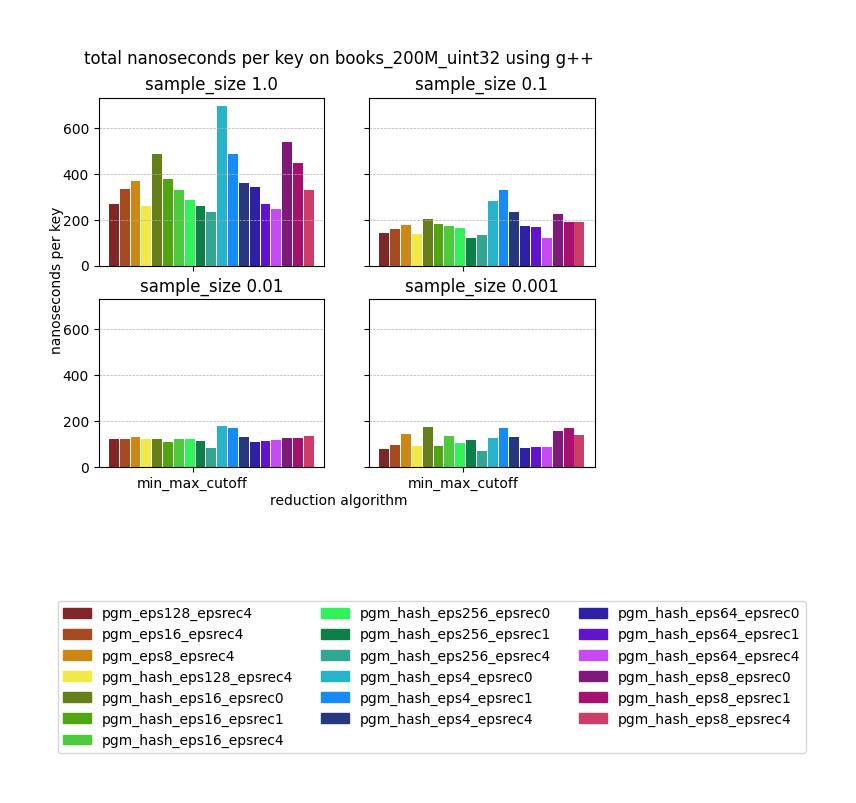 total nanoseconds per key on books_200M_uint32 using g++
sample_size 1.0
sample_size 0.1
600
400
200
0
nanoseconds per key
sample_size 0.01
sample_size 0.001
600
400
200
0
min_max_cutoff
min_max_cutoff
reduction algorithm
pgm_eps128_epsrec4
pgm_eps16_epsrec4
pgm_eps8_epsrec4
pgm_hash_eps128_epsrec4
pgm_hash_eps16_epsrec0
pgm_hash_eps16_epsrec1
pgm_hash_eps16_epsrec4
pgm_hash_eps256_epsrec0
pgm_hash_eps256_epsrec1
pgm_hash_eps256_epsrec4
pgm_hash_eps4_epsrec0
pgm_hash_eps4_epsrec1
pgm_hash_eps4_epsrec4
pgm_hash_eps64_epsrec0
pgm_hash_eps64_epsrec1
pgm_hash_eps64_epsrec4
pgm_hash_eps8_epsrec0
pgm_hash_eps8_epsrec1
pgm_hash_eps8_epsrec4